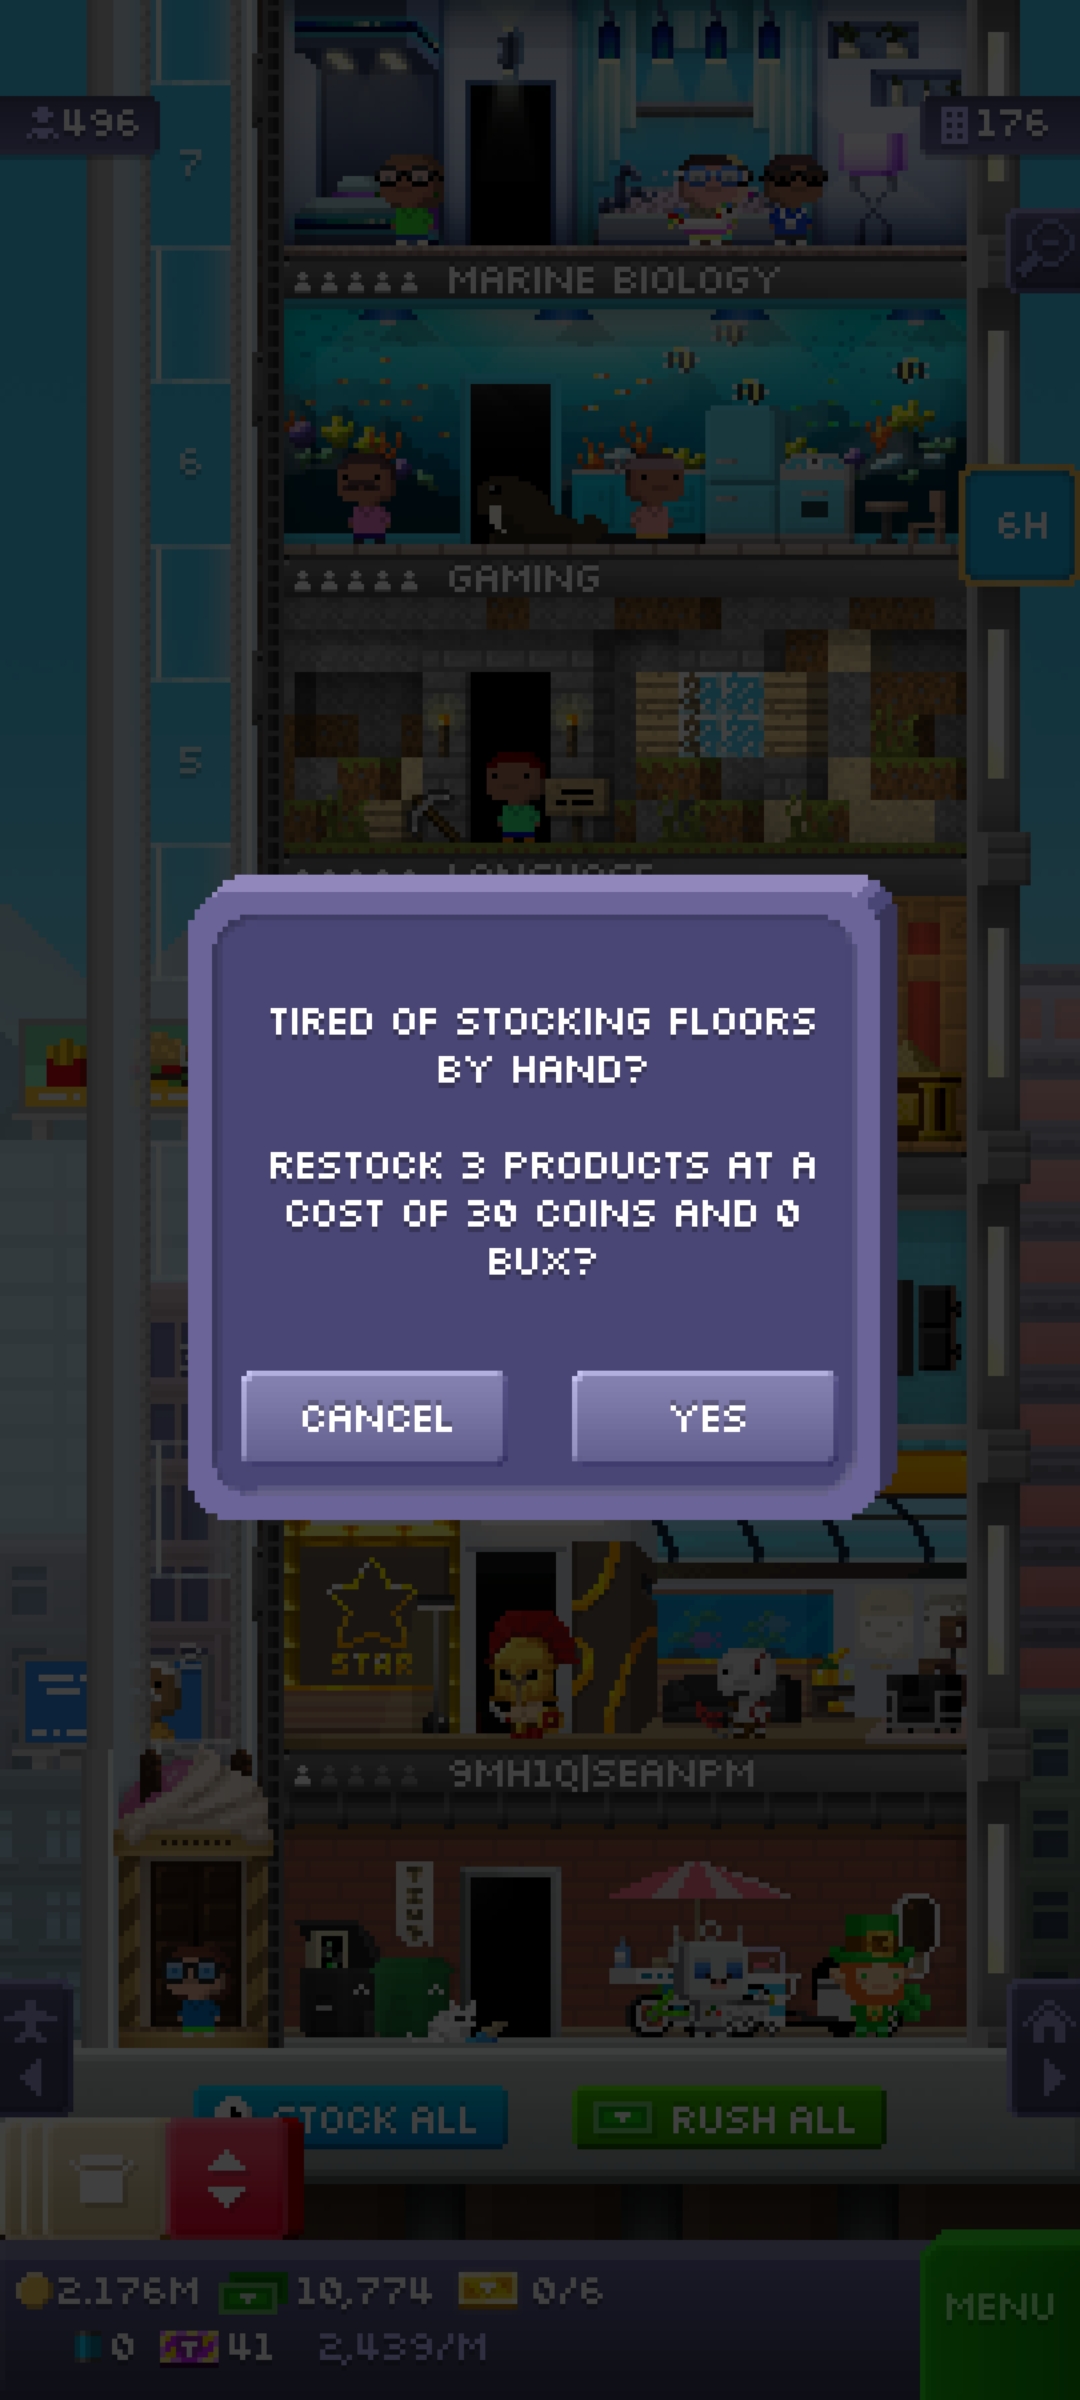 496
176
7
MARINE BIOLOGY
6
6H
GAMING
5
TIRED OF STOCKING FLOORS
BY HAND?
RESTOCK 3 PRODUCTS AT A
COST OF 30 COINS AND 0
BUX?
CANCEL
YES
STAR
9MH1Q|SEANPM
STOCK ALL
RUSH ALL
2.176M
10,774
0/6
MENU
0
41
2,439/M